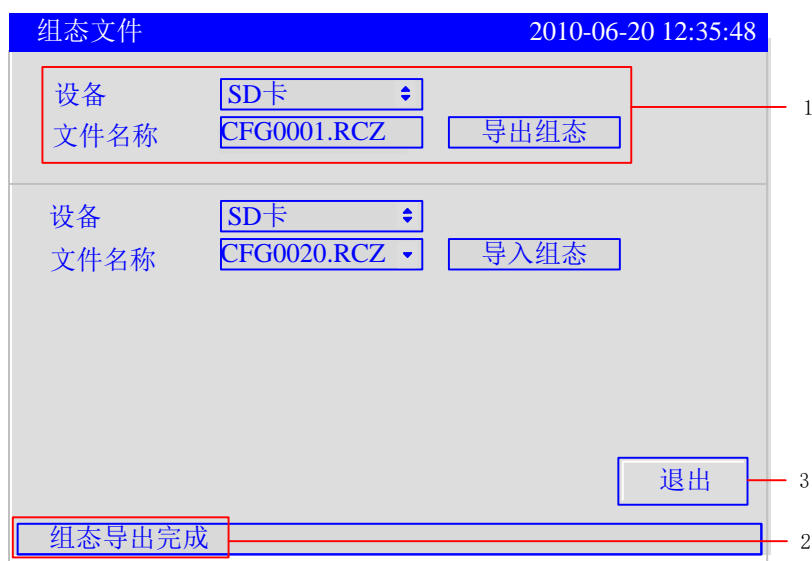 组态文件 2010-06-20 12:35:48
设备 SD卡
1
文件名称 CFG0001.RCZ 导出组态
设备 SD卡
文件名称 CFG0020.RCZ 导入组态
退出 3
组态导出完成 2